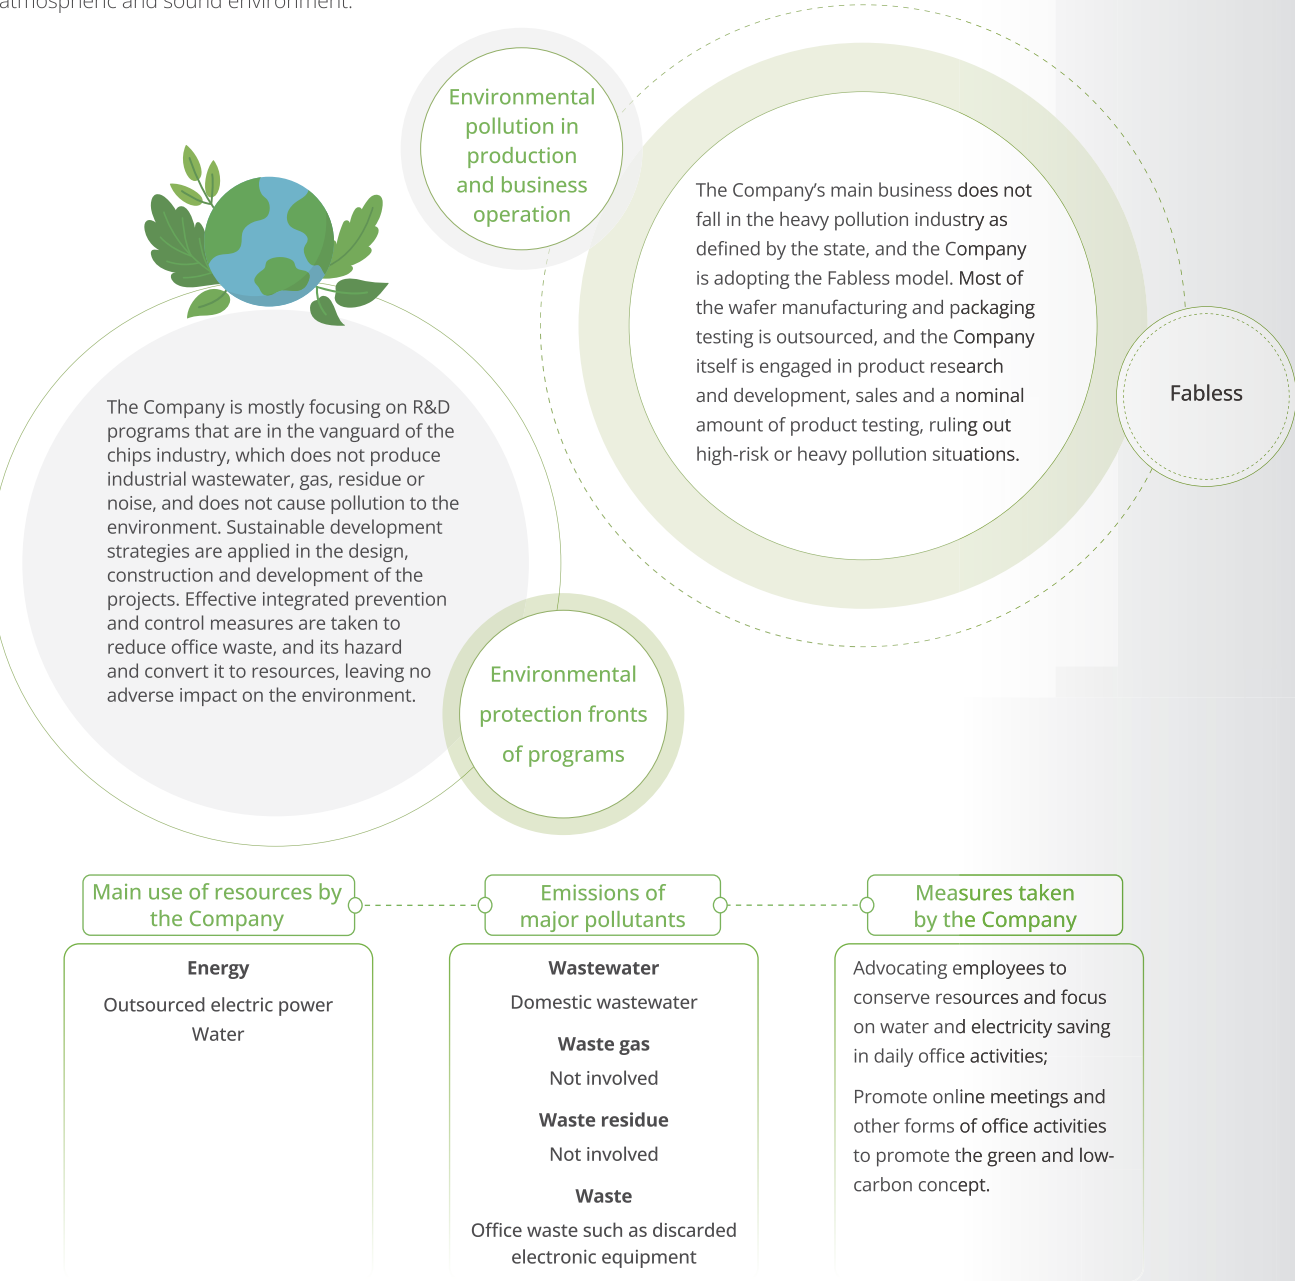 atmospheric and sound environment.
Environmental
pollution in
production
and business
operation
The Company’s main business does not
fall in the heavy pollution industry as
defined by the state, and the Company
is adopting the Fabless model. Most of
the wafer manufacturing and packaging
testing is outsourced, and the Company
itself is engaged in product research
and development, sales and a nominal
amount of product testing, ruling out
high-risk or heavy pollution situations.
Fabless
The Company is mostly focusing on R&D
programs that are in the vanguard of the
chips industry, which does not produce
industrial wastewater, gas, residue or
noise, and does not cause pollution to the
environment. Sustainable development
strategies are applied in the design,
construction and development of the
projects. Effective integrated prevention
and control measures are taken to
reduce office waste, and its hazard
and convert it to resources, leaving no
adverse impact on the environment.
Environmental
protection fronts
of programs
Main use of resources by
the Company
Energy
Outsourced electric power
Water
Emissions of
major pollutants
Wastewater
Domestic wastewater
Waste gas
Not involved
Waste residue
Not involved
Waste
Office waste such as discarded
electronic equipment
Measures taken
by the Company
Advocating employees to
conserve resources and focus
on water and electricity saving
in daily office activities;
Promote online meetings and
other forms of office activities
to promote the green and low-
carbon concept.